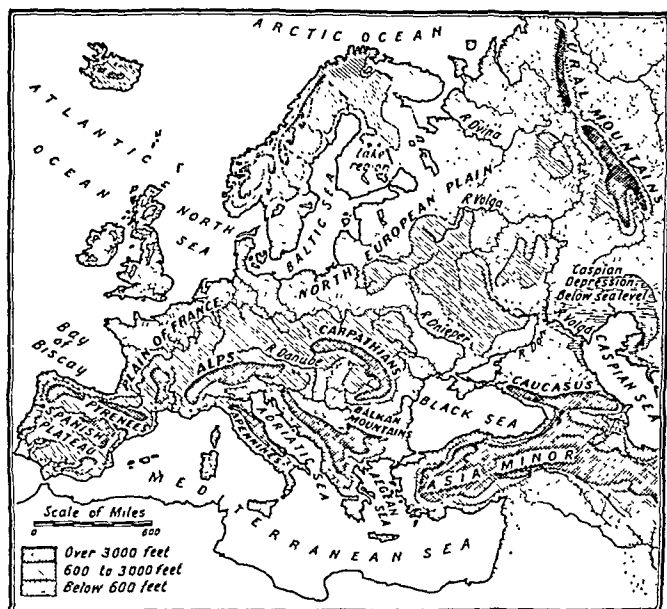 ARCTIC OCEAN
ATLANTIC
OCEAN
URAL MOUNTAINS
R Dvina
Lake
region
NORTH
SEA
BALTIC SEA
NORTH EUROPEAN PLAIN
R Volga
Caspian
Depression
Below sea level
R Volga
PLAIN OF FRANCE
Bay
of
Biscay
CARPATHIANS
R Dnieper
ALPS
R Danube
CASPIAN SEA
CAUCASUS
PYRENEES
SPANISH
PLATEAU
APENNINES
ADRIATIC SEA
BALKAN
MOUNTAINS
BLACK SEA
AEGEAN
SEA
ASIA MINOR
MEDITERRANEAN SEA
Scale of Miles
0 600
Over 3000 feet
600 to 3000 feet
Below 600 feet